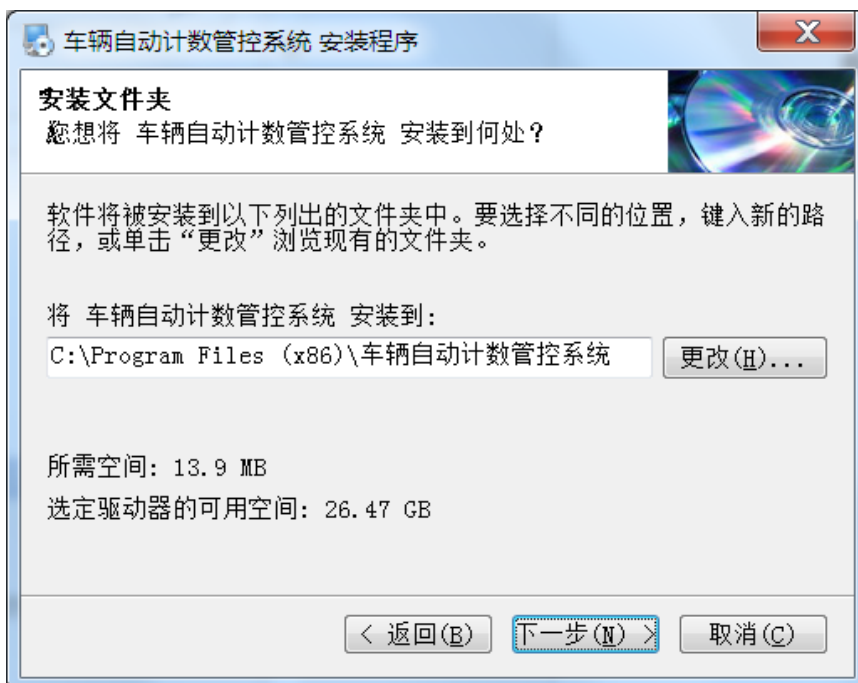 车辆自动计数管控系统 安装程序
安装文件夹
您想将 车辆自动计数管控系统 安装到何处?
软件将被安装到以下列出的文件夹中。要选择不同的位置，键入新的路
径，或单击“更改”浏览现有的文件夹。
将 车辆自动计数管控系统 安装到:
C:\Program Files (x86)\车辆自动计数管控系统
更改(H)...
所需空间: 13.9 MB
选定驱动器的可用空间: 26.47 GB
< 返回(B)
下一步(N) >
取消(C)